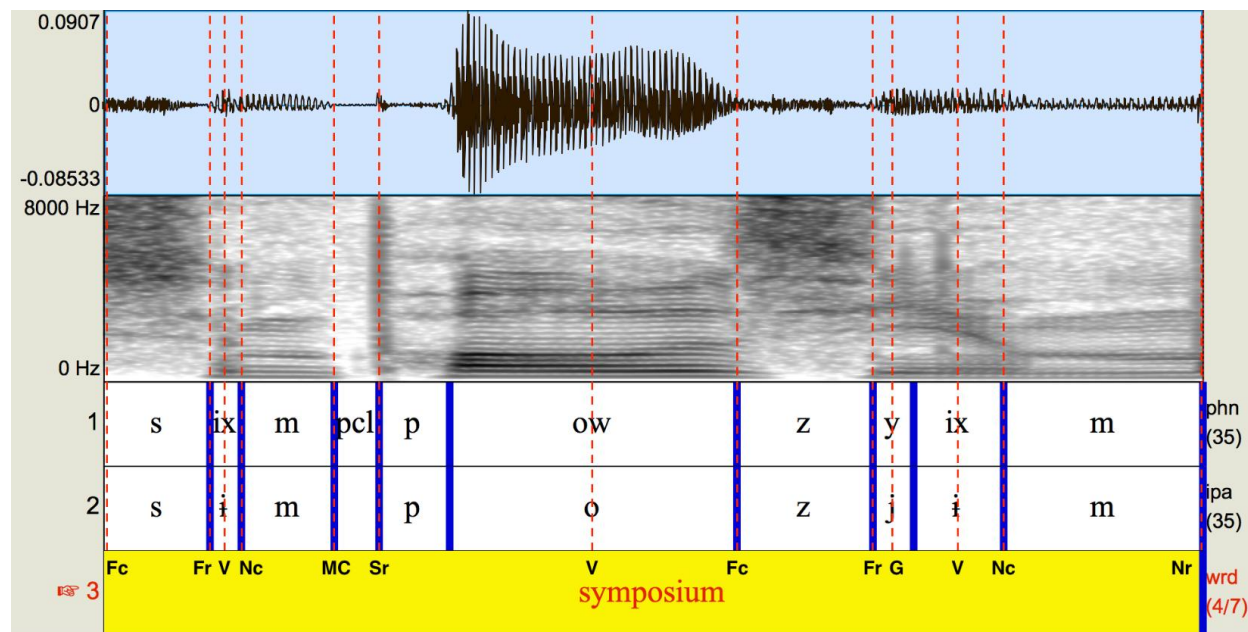 0.0907
0
-0.08533
8000 Hz
0 Hz
1 s ix m pcl p ow z y ix m phn (35)
2 s ɨ m p o z j ɨ m ipa (35)
Fc Fr V Nc MC Sr V Fc Fr G V Nc Nr
☞ 3 symposium wrd (4/7)